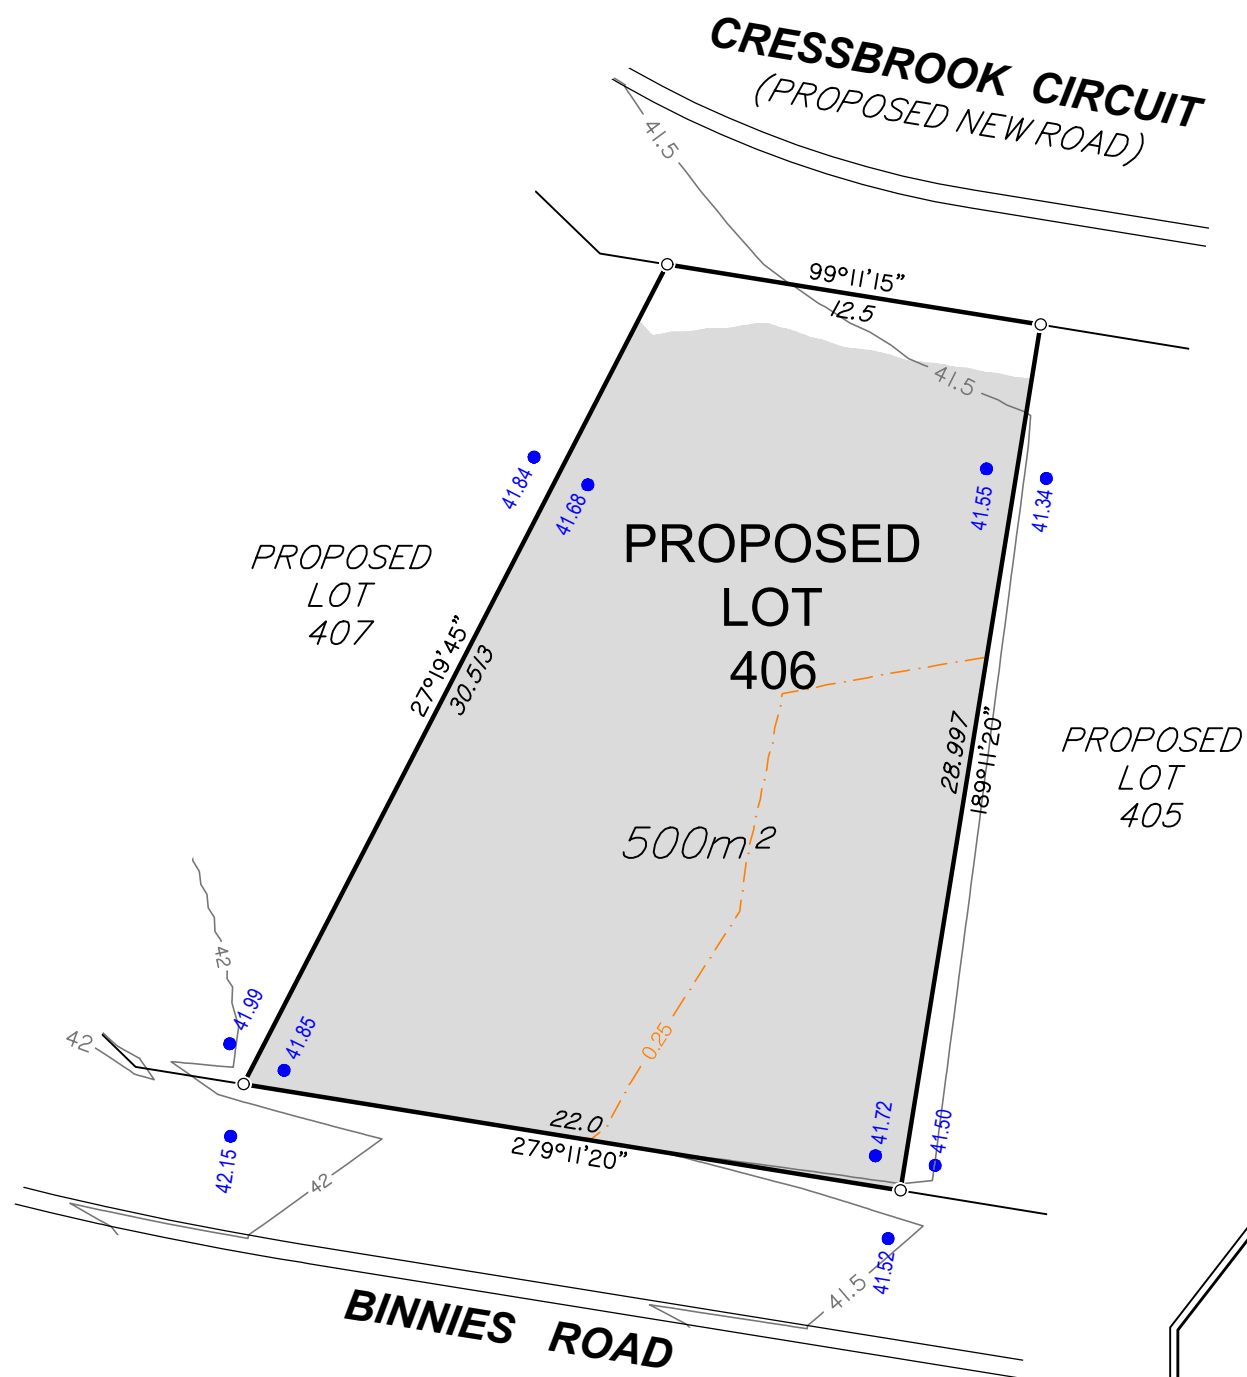 CRESSBROOK CIRCUIT
(PROPOSED NEW ROAD)
41.5
99°11'15"
12.5
41.5
41.84
41.68
41.55
41.34
PROPOSED
LOT
407
PROPOSED
LOT
406
27°19'45"
30.513
28.997
189°11'20"
PROPOSED
LOT
405
500m²
42
41.99
41.85
42
0.25
22.0
279°11'20"
41.72
41.50
42.15
42
41.52
41.5
BINNIES ROAD